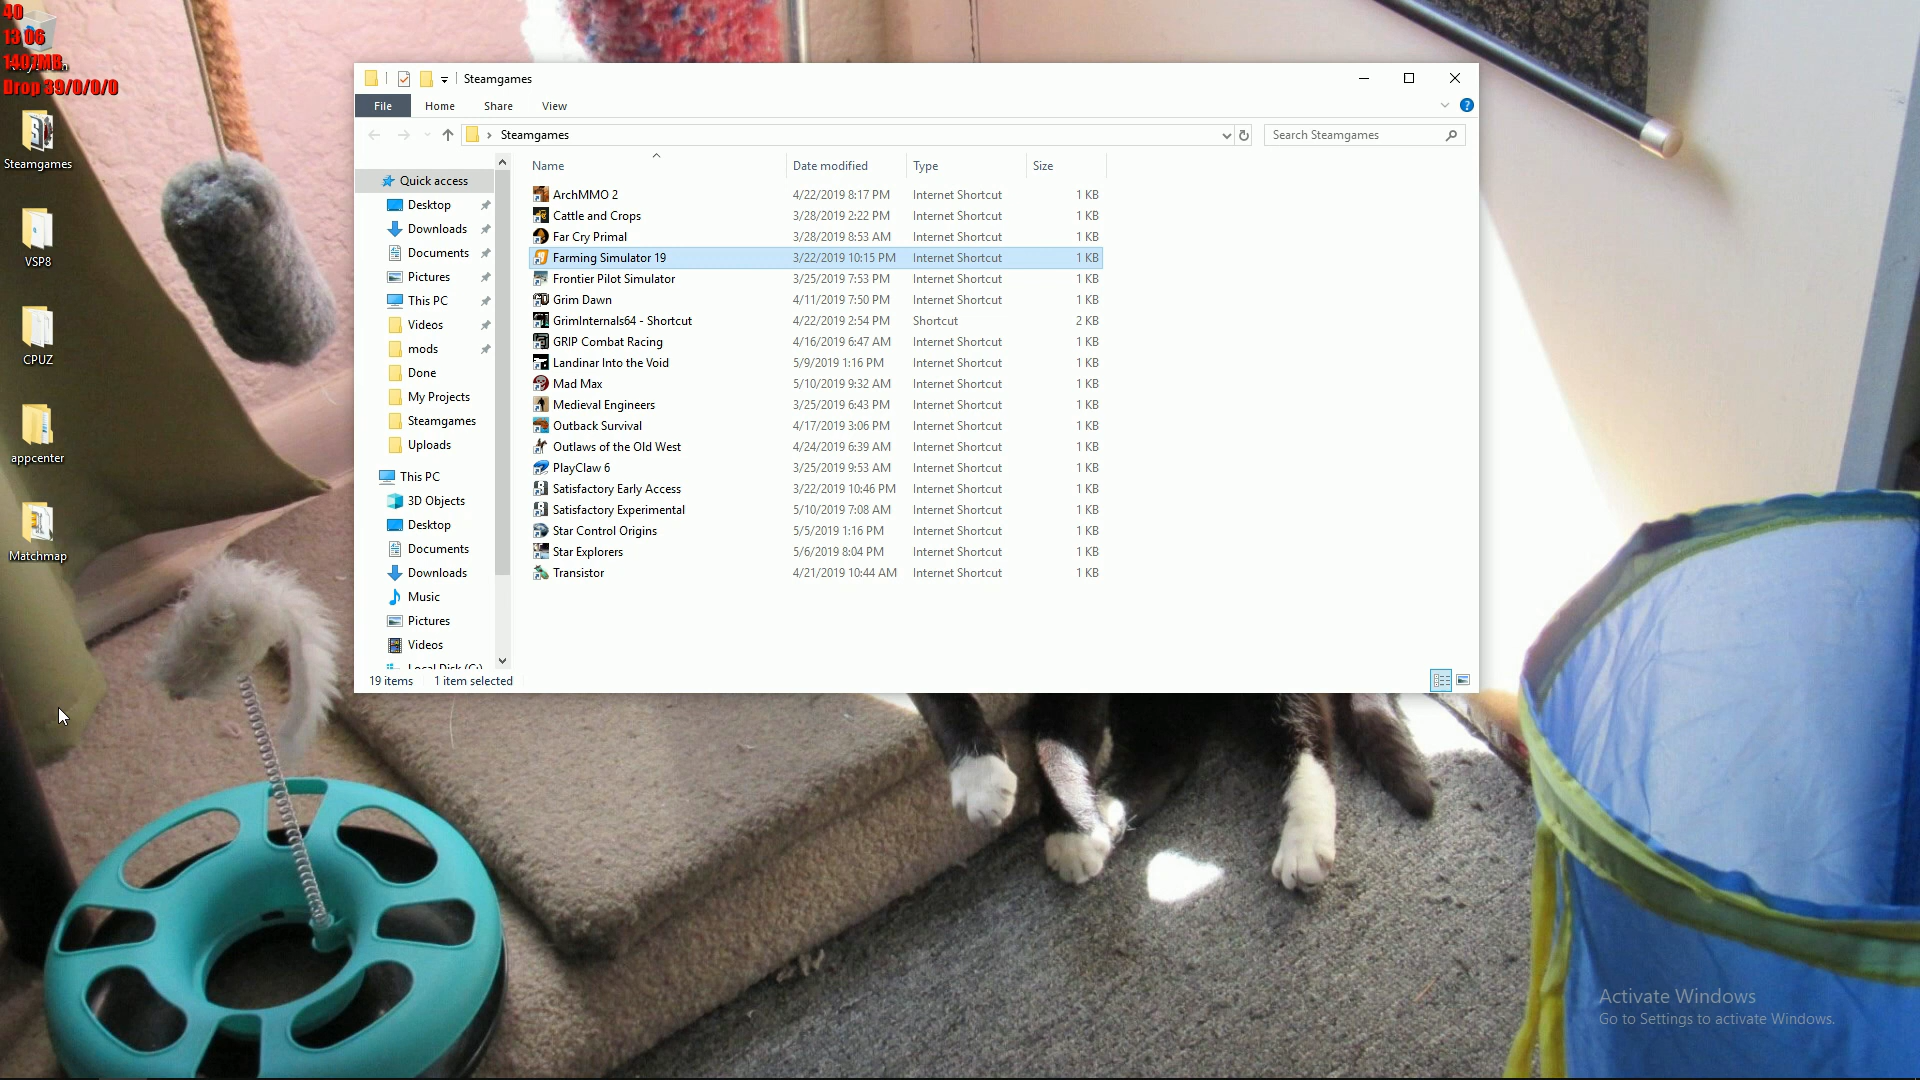 40
13 06
1407MB
Drop 39/0/0/0
Steamgames
VSP8
CPUZ
appcenter
Matchmap
Steamgames
File Home Share View
Steamgames
Search Steamgames
Name Date modified Type Size
Quick access
Desktop
Downloads
Documents
Pictures
This PC
Videos
mods
Done
My Projects
Steamgames
Uploads
This PC
3D Objects
Desktop
Documents
Downloads
Music
Pictures
Videos
Local Disk (C:)
ArchMMO 2 4/22/2019 8:17 PM Internet Shortcut 1 KB
Cattle and Crops 3/28/2019 2:22 PM Internet Shortcut 1 KB
Far Cry Primal 3/28/2019 8:53 AM Internet Shortcut 1 KB
Farming Simulator 19 3/22/2019 10:15 PM Internet Shortcut 1 KB
Frontier Pilot Simulator 3/25/2019 7:53 PM Internet Shortcut 1 KB
Grim Dawn 4/11/2019 7:50 PM Internet Shortcut 1 KB
GrimInternals64 - Shortcut 4/22/2019 2:54 PM Shortcut 2 KB
GRIP Combat Racing 4/16/2019 6:47 AM Internet Shortcut 1 KB
Landinar Into the Void 5/9/2019 1:16 PM Internet Shortcut 1 KB
Mad Max 5/10/2019 9:32 AM Internet Shortcut 1 KB
Medieval Engineers 3/25/2019 6:43 PM Internet Shortcut 1 KB
Outback Survival 4/17/2019 3:06 PM Internet Shortcut 1 KB
Outlaws of the Old West 4/24/2019 6:39 AM Internet Shortcut 1 KB
PlayClaw 6 3/25/2019 9:53 AM Internet Shortcut 1 KB
Satisfactory Early Access 3/22/2019 10:46 PM Internet Shortcut 1 KB
Satisfactory Experimental 5/10/2019 7:08 AM Internet Shortcut 1 KB
Star Control Origins 5/5/2019 1:16 PM Internet Shortcut 1 KB
Star Explorers 5/6/2019 8:04 PM Internet Shortcut 1 KB
Transistor 4/21/2019 10:44 AM Internet Shortcut 1 KB
19 items 1 item selected
Activate Windows
Go to Settings to activate Windows.